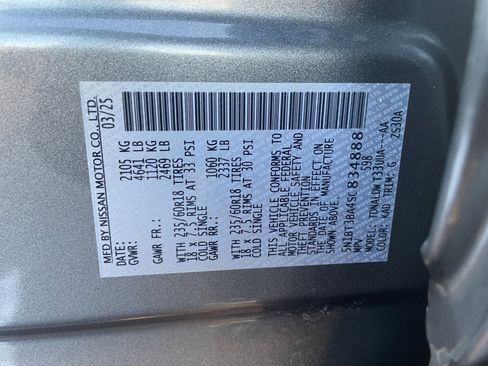 MFD BY NISSAN MOTOR CO., LTD.
03/25
DATE:
GVWR: 2105 KG
4641 LB
GAWR FR.: 1120 KG
2469 LB
WITH 235/60R18 TIRES
18 x 7.5 RIMS AT 33 PSI
COLD SINGLE
GAWR RR.: 1060 KG
2337 LB
WITH 235/60R18 TIRES
18 x 7.5 RIMS AT 30 PSI
COLD SINGLE
THIS VEHICLE CONFORMS TO
ALL APPLICABLE FEDERAL
MOTOR VEHICLE SAFETY AND
THEFT PREVENTION
STANDARDS IN EFFECT ON
THE DATE OF MANUFACTURE
SHOWN ABOVE.
834888
MPV 298
MODEL:
COLOR: KAD TRIM: G 2530A